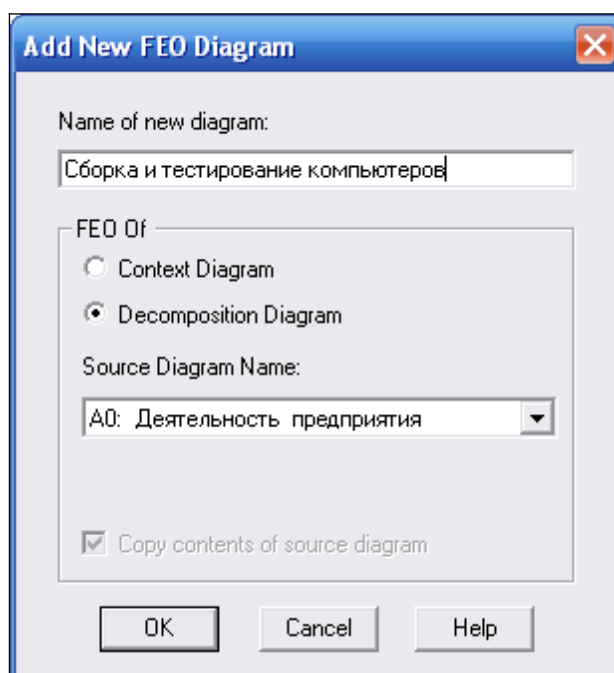 Add New FEO Diagram
Name of new diagram:
Сборка и тестирование компьютеров
FEO Of
Context Diagram
Decomposition Diagram
Source Diagram Name:
A0: Деятельность предприятия
Copy contents of source diagram
OK Cancel Help